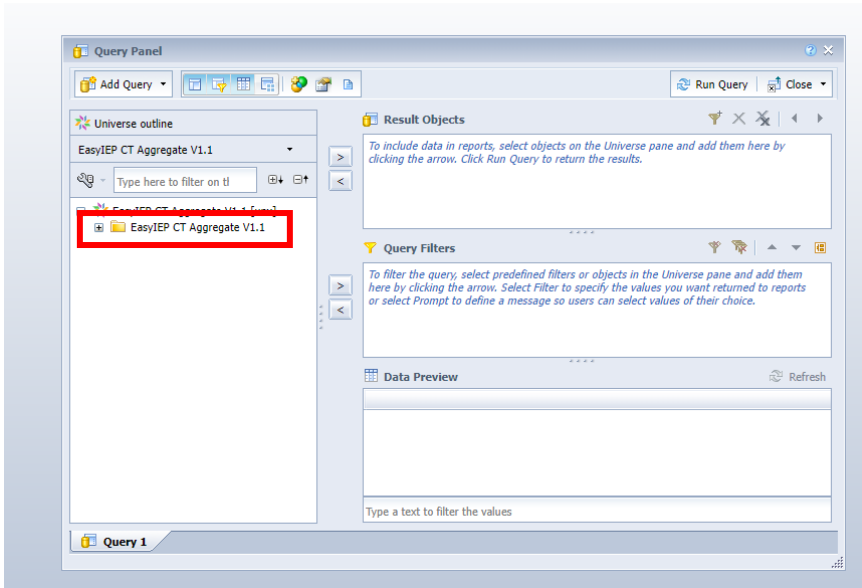 Query Panel
Add Query
Run Query
Close
Universe outline
EasyIEP CT Aggregate V1.1
Type here to filter on tl
EasyIEP CT Aggregate V1.1
Result Objects
To include data in reports, select objects on the Universe pane and add them here by
clicking the arrow. Click Run Query to return the results.
Query Filters
To filter the query, select predefined filters or objects in the Universe pane and add them
here by clicking the arrow. Select Filter to specify the values you want returned to reports
or select Prompt to define a message so users can select values of their choice.
Data Preview
Refresh
Type a text to filter the values
Query 1